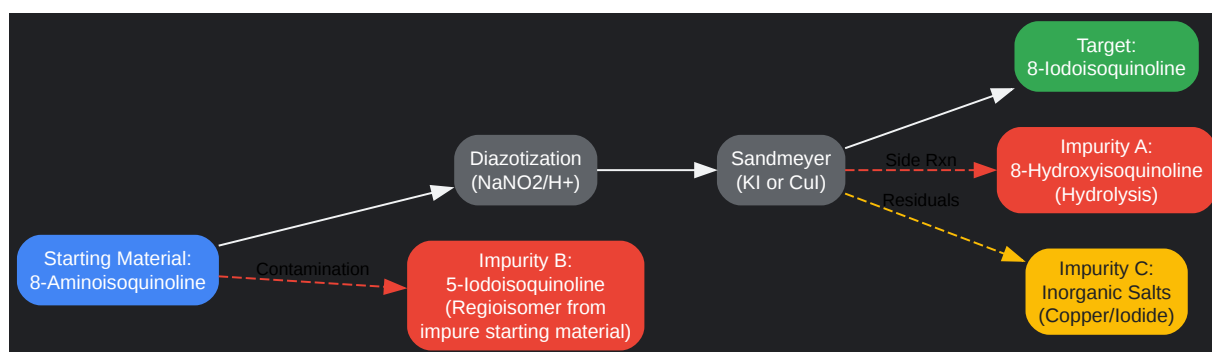 Target:
8-Iodoisoquinoline
Diazotization
(NaNO2/H+)
Sandmeyer
(KI or CuI)
Side Rxn
Impurity A:
8-Hydroxyisoquinoline
(Hydrolysis)
Residuals
Starting Material:
8-Aminoisoquinoline
Contamination
Impurity B:
5-Iodoisoquinoline
(Regioisomer from
impure starting material)
Impurity C:
Inorganic Salts
(Copper/Iodide)